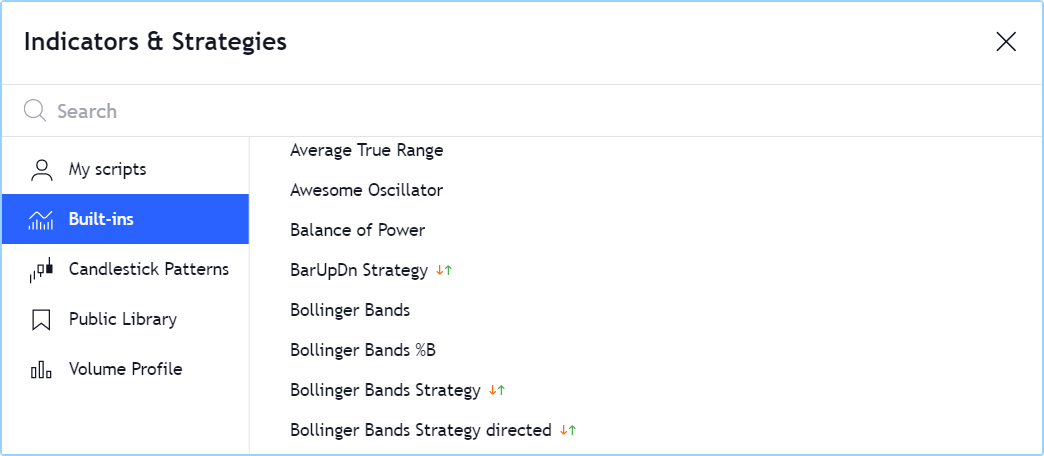 Indicators & Strategies
Search
My scripts
Built-ins
Candlestick Patterns
Public Library
Volume Profile
Average True Range
Awesome Oscillator
Balance of Power
BarUpDn Strategy ↓↑
Bollinger Bands
Bollinger Bands %B
Bollinger Bands Strategy ↓↑
Bollinger Bands Strategy directed ↓↑